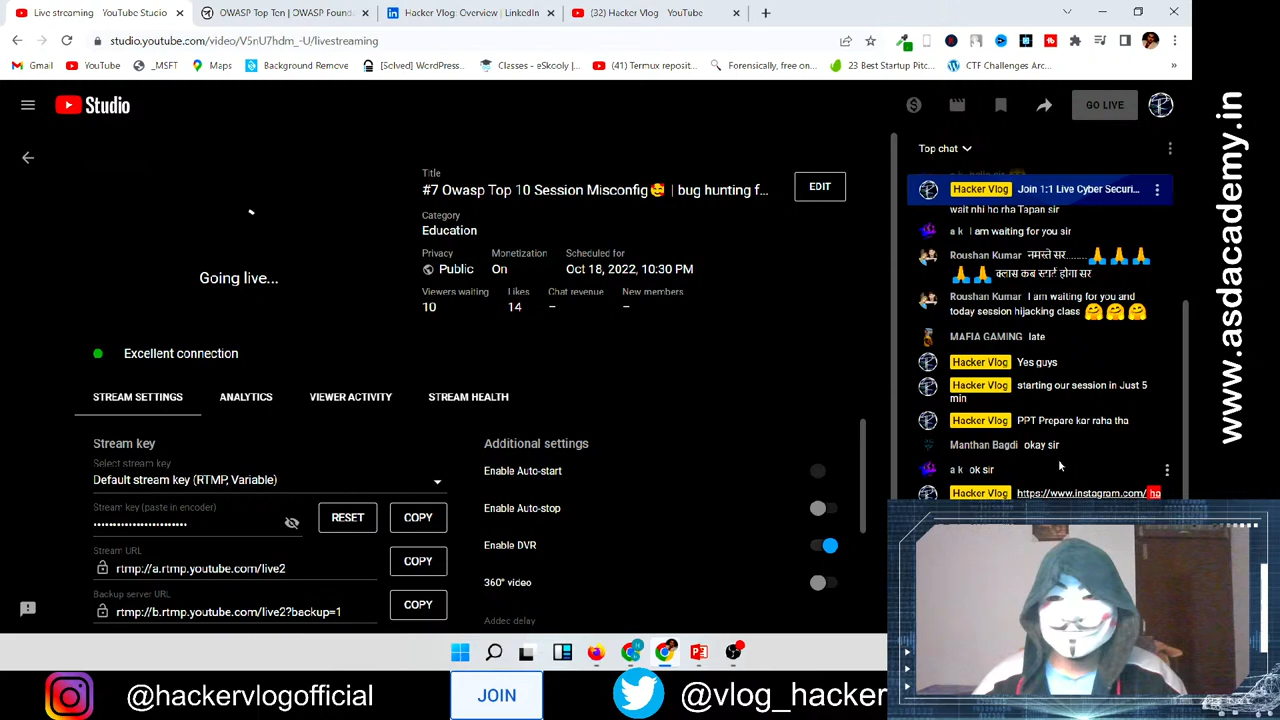 Live streaming - YouTube Studio
OWASP Top Ten | OWASP Found
Hacker Vlog Overview | LinkedIn
(32) Hacker Vlog - YouTube
studio.youtube.com/video/V5nU7hdm_-U/livestreaming
Gmail
YouTube
_MSFT
Maps
Background Remove
[Solved] WordPress...
Classes - eSkooly...
(41) Termux reposit...
Forensically, free on...
23 Best Startup Pitc...
CTF Challenges Arc...
»
Studio
GO LIVE
Title
#7 Owasp Top 10 Session Misconfig🥰 | bug hunting f...
EDIT
Category
Education
Privacy
Monetization
Scheduled for
Public
On
Oct 18, 2022, 10:30 PM
Viewers waiting
Likes
Chat revenue
New members
10
14
–
–
Going live...
Excellent connection
STREAM SETTINGS
VIEWER ACTIVITY
STREAM HEALTH
Stream key
Select stream key
Default stream key (RTMP, Variable)
Stream key (paste in encoder)
••••••••••••••••••••••••
RESET
COPY
Stream URL
rtmp://a.rtmp.youtube.com/live2
COPY
Backup server URL
rtmp://b.rtmp.youtube.com/live2?backup=1
COPY
Additional settings
Enable Auto-start
Enable Auto-stop
Enable DVR
360° video
Added delay
Top chat
Hacker Vlog Join 1:1 Live Cyber Securi...
wait nhi ho rha Tapan sir
a k I am waiting for you sir
Roushan Kumar नमस्ते सर........🙏🙏🙏
🙏🙏 क्लास कब स्टार्ट होगा सर
Roushan Kumar I am waiting for you and
today session hijacking class 🤗🤗🤗
MAFIA GAMING late
Hacker Vlog Yes guys
Hacker Vlog starting our session in Just 5
min
Hacker Vlog PPT Prepare kar raha tha
Manthan Bagdi okay sir
a k ok sir
Hacker Vlog https://www.instagram.com/ha
www.asdacademy.in
@hackervlogofficial
JOIN
@vlog_hacker